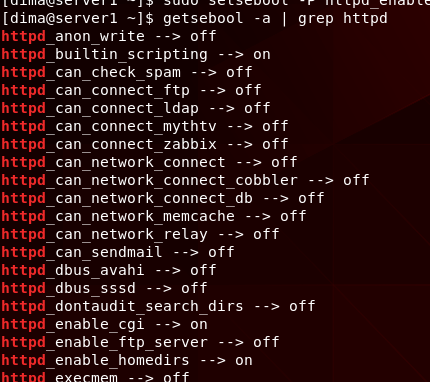 [dima@server1 ~]$ sudo setsebool -P httpd_enable
[dima@server1 ~]$ getsebool -a | grep httpd
httpd_anon_write --> off
httpd_builtin_scripting --> on
httpd_can_check_spam --> off
httpd_can_connect_ftp --> off
httpd_can_connect_ldap --> off
httpd_can_connect_mythtv --> off
httpd_can_connect_zabbix --> off
httpd_can_network_connect --> off
httpd_can_network_connect_cobbler --> off
httpd_can_network_connect_db --> off
httpd_can_network_memcache --> off
httpd_can_network_relay --> off
httpd_can_sendmail --> off
httpd_dbus_avahi --> off
httpd_dbus_sssd --> off
httpd_dontaudit_search_dirs --> off
httpd_enable_cgi --> on
httpd_enable_ftp_server --> off
httpd_enable_homedirs --> on
httpd_execmem --> off